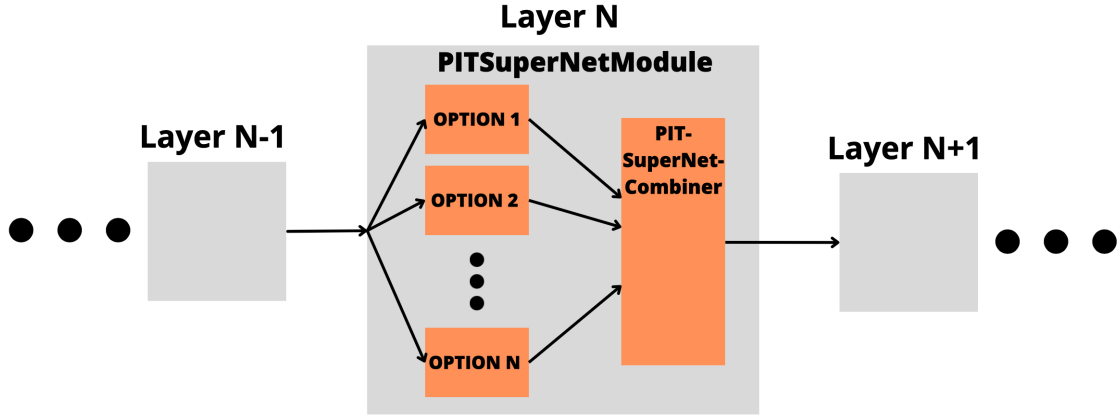 Layer N
PITSuperNetModule
Layer N-1
OPTION 1
OPTION 2
OPTION N
PIT-
SuperNet-
Combiner
Layer N+1